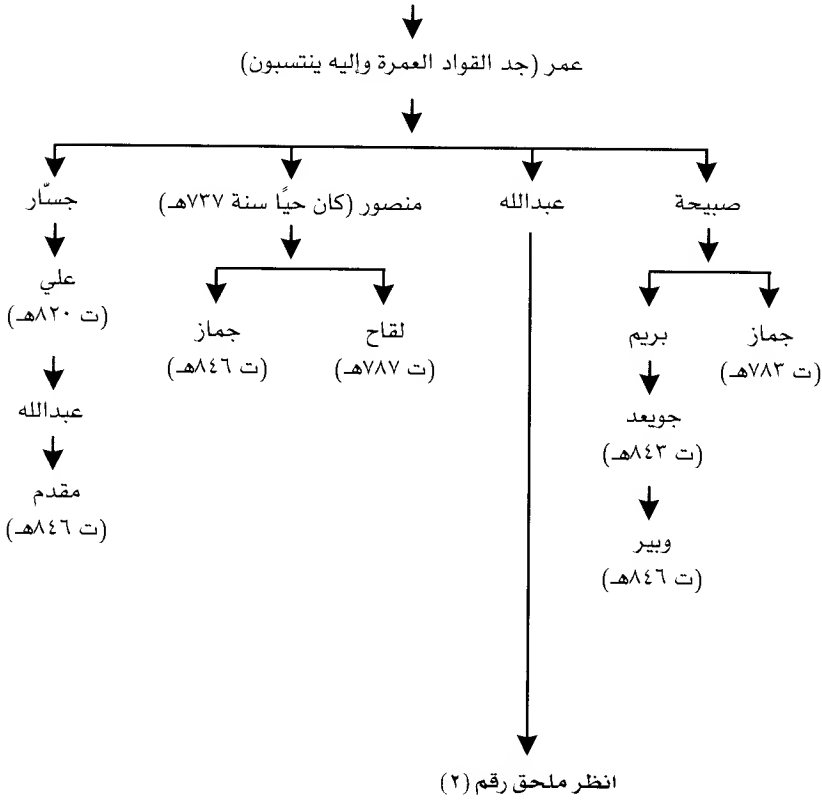 عمر (جد القواد العمرة وإليه ينتسبون)
صبيحة
عبدالله
منصور (كان حيًا سنة ٧٣٧هـ)
جسّار
جماز
(ت ٧٨٣هـ)
بريم
جويعد
(ت ٨٤٣هـ)
وبير
(ت ٨٤٦هـ)
لقاح
(ت ٧٨٧هـ)
جماز
(ت ٨٤٦هـ)
علي
(ت ٨٢٠هـ)
عبدالله
مقدم
(ت ٨٤٦هـ)
انظر ملحق رقم (٢)